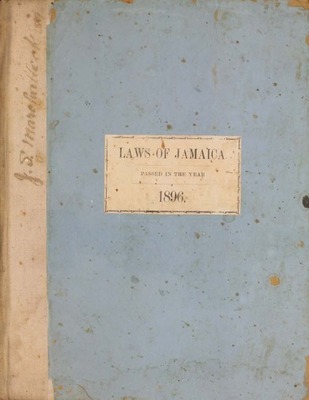 LAWS OF JAMAICA
PASSED IN THE YEAR
1896.